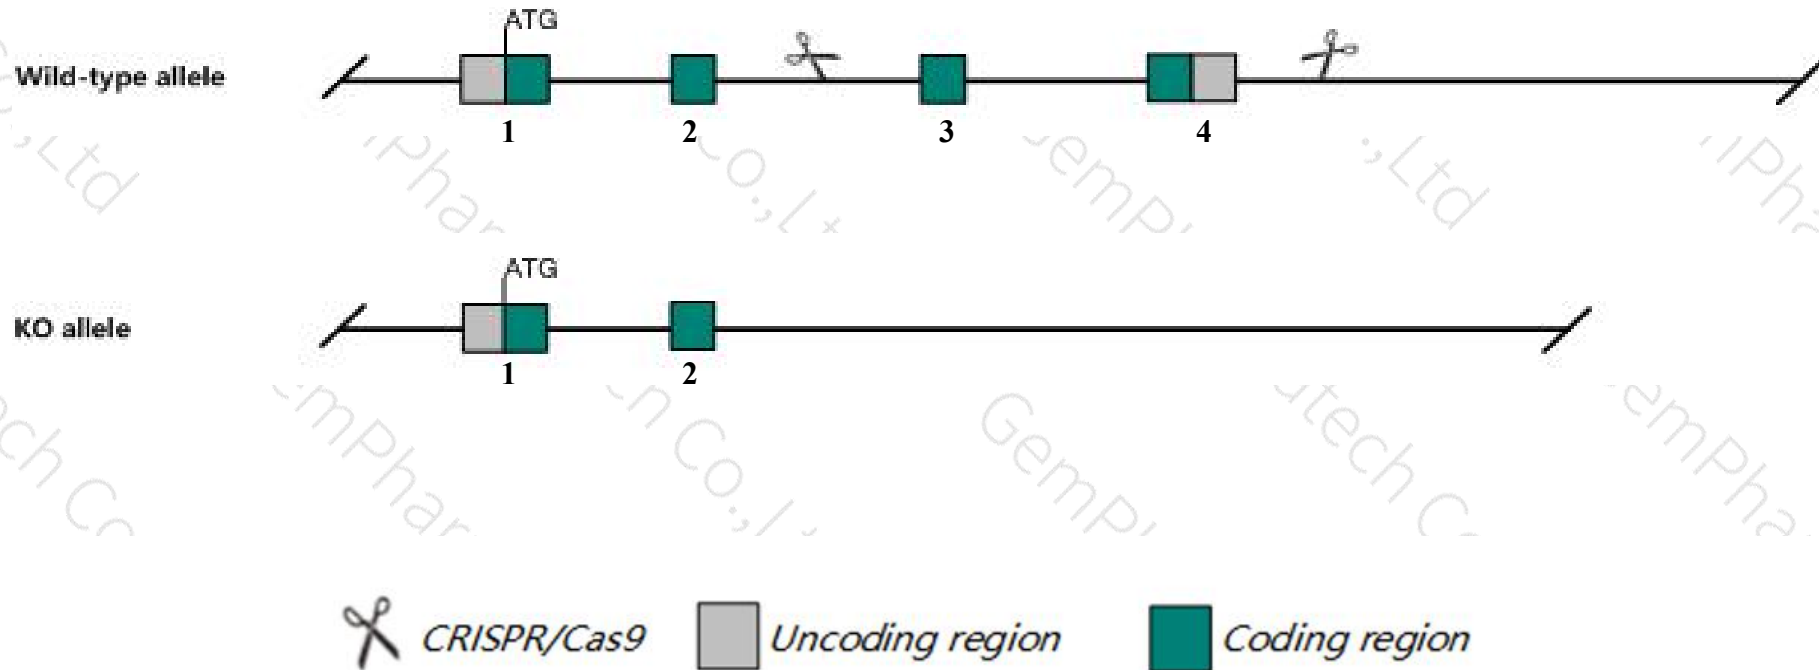 ATG
Wild-type allele
1 2 3 4
ATG
KO allele
1 2
CRISPR/Cas9 Uncoding region Coding region